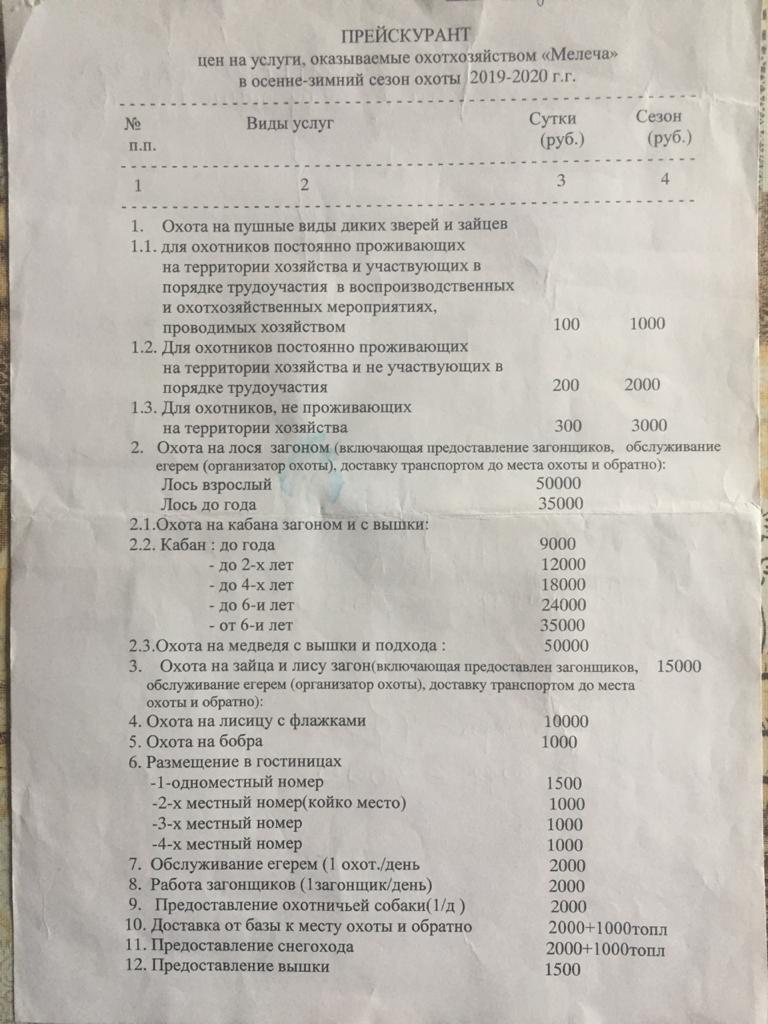 ПРЕЙСКУРАНТ
цен на услуги, оказываемые охотхозяйством «Мелеча»
в осенне-зимний сезон охоты 2019-2020 г.г.
№ Виды услуг Сутки Сезон
п.п. (руб.) (руб.)
1 2 3 4
1. Охота на пушные виды диких зверей и зайцев
1.1. для охотников постоянно проживающих
на территории хозяйства и участвующих в
порядке трудоучастия в воспроизводственных
и охотхозяйственных мероприятиях,
проводимых хозяйством 100 1000
1.2. Для охотников постоянно проживающих
на территории хозяйства и не участвующих в
порядке трудоучастия 200 2000
1.3. Для охотников, не проживающих
на территории хозяйства 300 3000
2. Охота на лося загоном (включающая предоставление загонщиков, обслуживание
егерем (организатор охоты), доставку транспортом до места охоты и обратно):
Лось взрослый 50000
Лось до года 35000
2.1.Охота на кабана загоном и с вышки:
2.2. Кабан : до года 9000
- до 2-х лет 12000
- до 4-х лет 18000
- до 6-и лет 24000
- от 6-и лет 35000
2.3.Охота на медведя с вышки и подхода : 50000
3. Охота на зайца и лису загон(включающая предоставлен загонщиков, 15000
обслуживание егерем (организатор охоты), доставку транспортом до места
охоты и обратно):
4. Охота на лисицу с флажками 10000
5. Охота на бобра 1000
6. Размещение в гостиницах
-1-одноместный номер 1500
-2-х местный номер(койко место) 1000
-3-х местный номер 1000
-4-х местный номер 1000
7. Обслуживание егерем (1 охот./день 2000
8. Работа загонщиков (1загонщик/день) 2000
9. Предоставление охотничьей собаки(1/д ) 2000
10. Доставка от базы к месту охоты и обратно 2000+1000топл
11. Предоставление снегохода 2000+1000топл
12. Предоставление вышки 1500